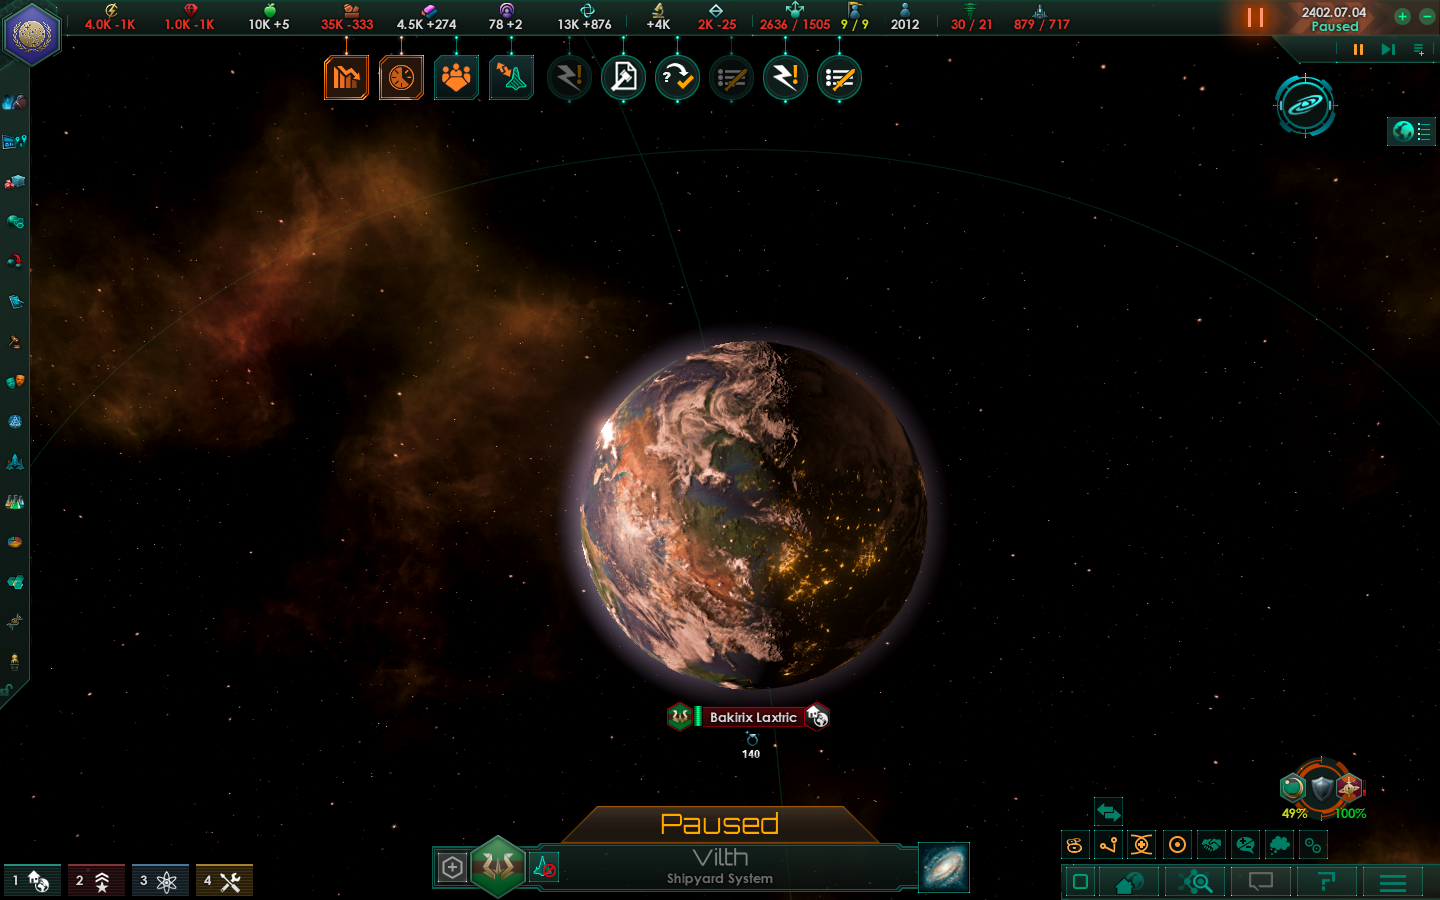 4.0K -1K 1.0K -1K 10K +5 35K -333 4.5K +274 78 +2 13K +876 +4K 2K -25 2636 / 1505 9 / 9 2012 30 / 21 879 / 717
2402.07.04
Paused
Bakirix Laxtric
140
49% 100%
Paused
Vilth
Shipyard System
1 2 3 4